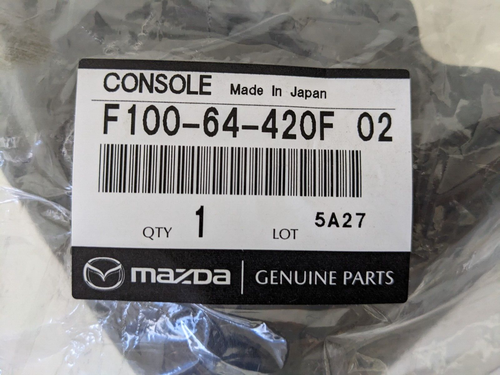 CONSOLE Made In Japan
F100-64-420F 02
QTY 1 LOT 5A27
mazda GENUINE PARTS